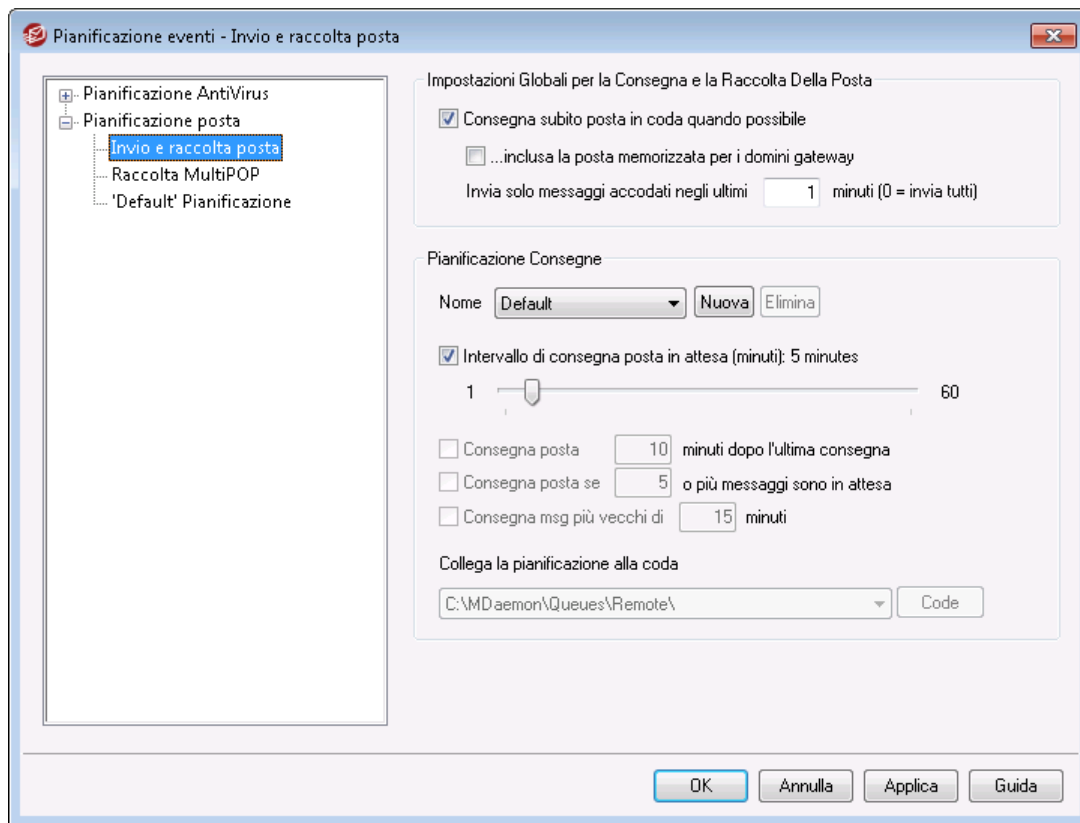 Pianificazione eventi - Invio e raccolta posta
Pianificazione AntiVirus
Pianificazione posta
Invio e raccolta posta
Raccolta MultiPOP
'Default' Pianificazione
Impostazioni Globali per la Consegna e la Raccolta Della Posta
Consegna subito posta in coda quando possibile
...inclusa la posta memorizzata per i domini gateway
Invia solo messaggi accodati negli ultimi 1 minuti (0 = invia tutti)
Pianificazione Consegne
Nome Default Nuova Elimina
Intervallo di consegna posta in attesa (minuti): 5 minutes
1 60
Consegna posta 10 minuti dopo l'ultima consegna
Consegna posta se 5 o più messaggi sono in attesa
Consegna msg più vecchi di 15 minuti
Collega la pianificazione alla coda
C:\MDaemon\Queues\Remote\ Code
OK Annulla Applica Guida